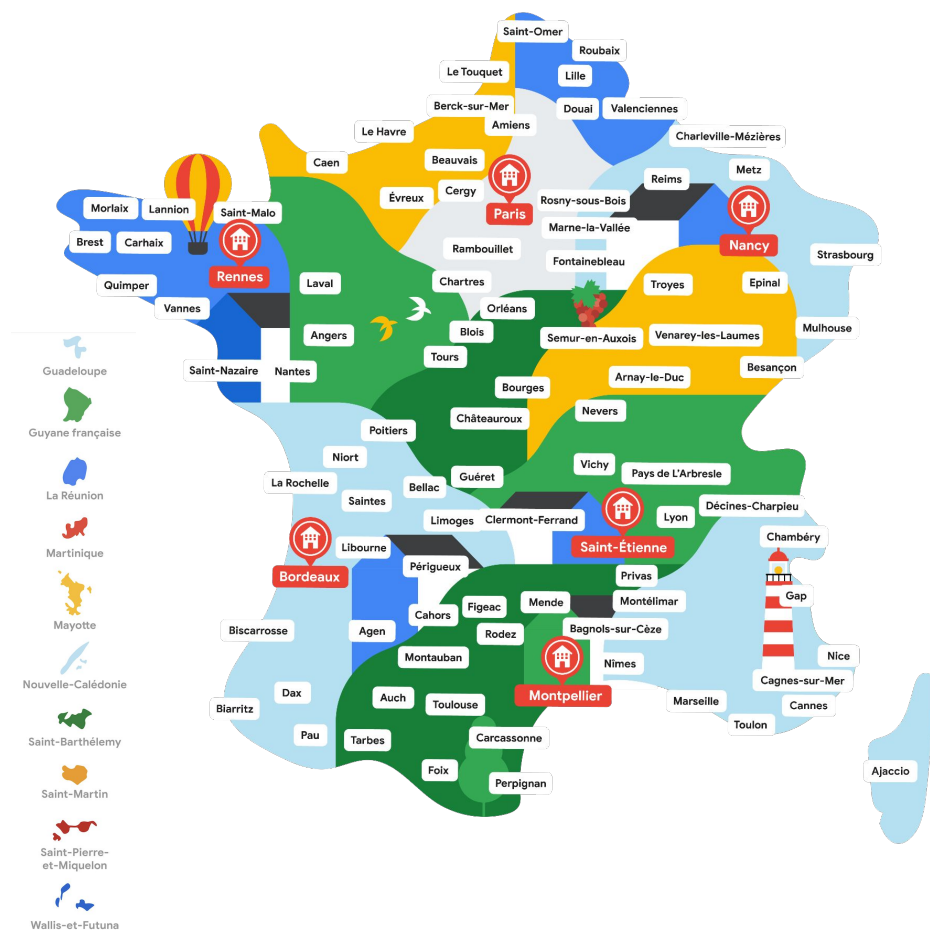 Saint-Omer
Roubaix
Le Touquet
Lille
Berck-sur-Mer
Douai
Valenciennes
Amiens
Le Havre
Charleville-Mézières
Caen
Beauvais
Metz
Reims
Évreux
Cergy
Rosny-sous-Bois
Morlaix
Lannion
Saint-Malo
Paris
Marne-la-Vallée
Brest
Carhaix
Nancy
Rambouillet
Strasbourg
Fontainebleau
Rennes
Quimper
Laval
Chartres
Troyes
Epinal
Vannes
Orléans
Angers
Blois
Semur-en-Auxois
Venarey-les-Laumes
Mulhouse
Tours
Saint-Nazaire
Nantes
Besançon
Arnay-le-Duc
Bourges
Nevers
Châteauroux
Poitiers
Niort
Vichy
Pays de L'Arbresle
La Rochelle
Guéret
Bellac
Saintes
Décines-Charpieu
Limoges
Clermont-Ferrand
Lyon
Chambéry
Libourne
Saint-Étienne
Périgueux
Bordeaux
Privas
Gap
Mende
Montélimar
Figeac
Cahors
Biscarrosse
Agen
Rodez
Bagnols-sur-Cèze
Montauban
Nîmes
Nice
Cagnes-sur-Mer
Dax
Auch
Montpellier
Marseille
Toulouse
Cannes
Biarritz
Toulon
Pau
Tarbes
Carcassonne
Foix
Perpignan
Ajaccio
Guadeloupe
Guyane française
La Réunion
Martinique
Mayotte
Nouvelle-Calédonie
Saint-Barthélemy
Saint-Martin
Saint-Pierre-
et-Miquelon
Wallis-et-Futuna